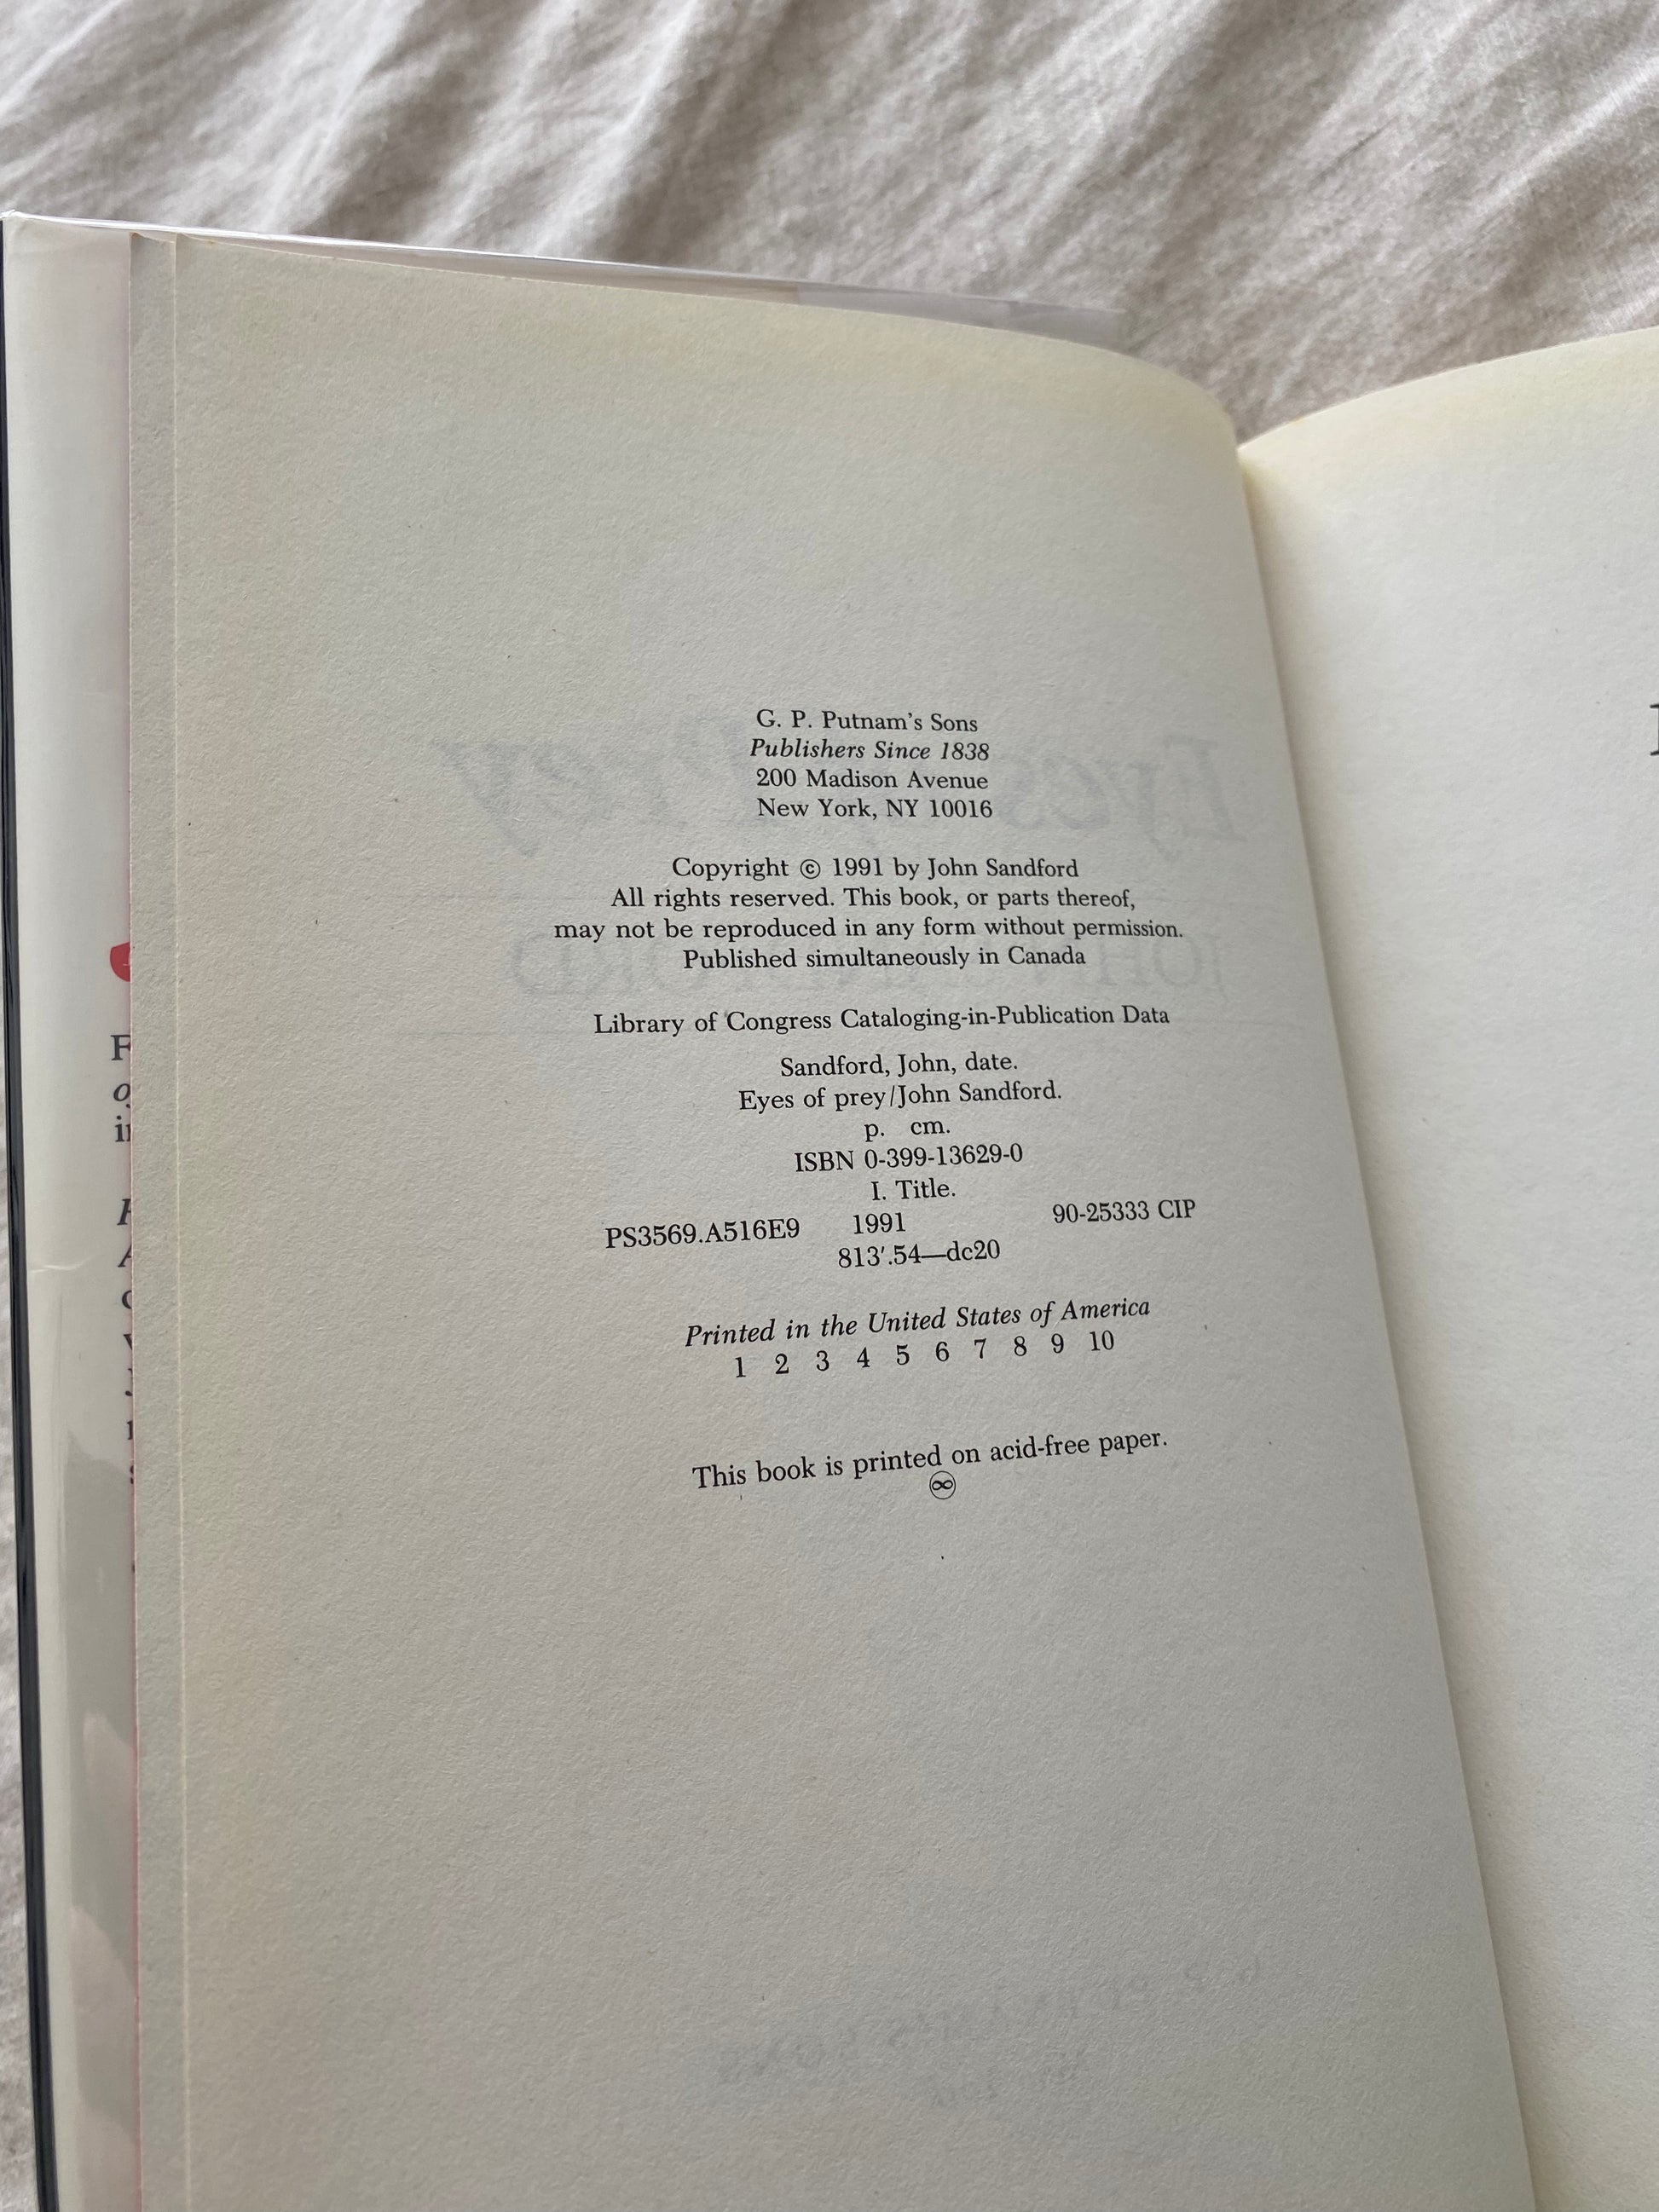 G. P. Putnam's Sons
Publishers Since 1838
200 Madison Avenue
New York, NY 10016
Copyright © 1991 by John Sandford
All rights reserved. This book, or parts thereof,
may not be reproduced in any form without permission.
Published simultaneously in Canada
Library of Congress Cataloging-in-Publication Data
Sandford, John, date.
Eyes of prey/John Sandford.
p. cm.
ISBN 0-399-13629-0
I. Title.
PS3569.A516E9 1991 90-25333 CIP
813'.54—dc20
Printed in the United States of America
1 2 3 4 5 6 7 8 9 10
This book is printed on acid-free paper.
♾